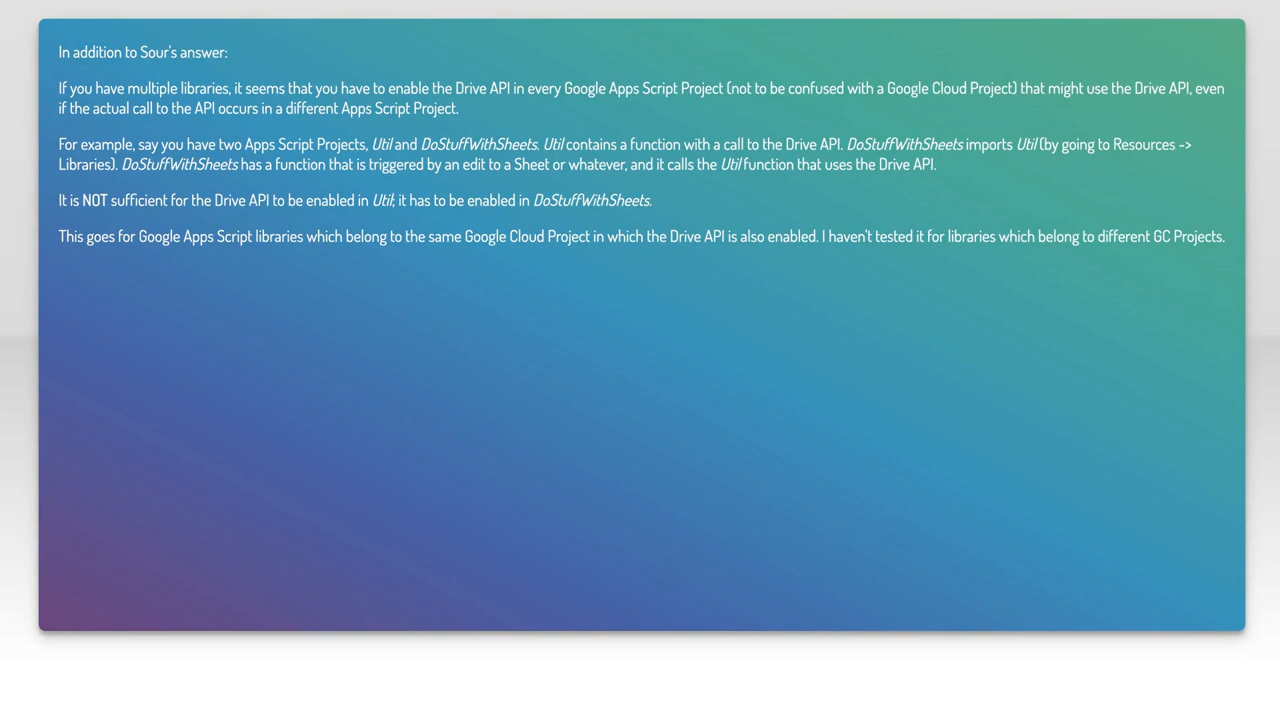 In addition to Sour's answer:
If you have multiple libraries, it seems that you have to enable the Drive API in every Google Apps Script Project (not to be confused with a Google Cloud Project) that might use the Drive API, even
if the actual call to the API occurs in a different Apps Script Project.
For example, say you have two Apps Script Projects, Util and DoStuffWithSheets. Util contains a function with a call to the Drive API. DoStuffWithSheets imports Util (by going to Resources ->
Libraries). DoStuffWithSheets has a function that is triggered by an edit to a Sheet or whatever, and it calls the Util function that uses the Drive API.
It is NOT sufficient for the Drive API to be enabled in Util; it has to be enabled in DoStuffWithSheets.
This goes for Google Apps Script libraries which belong to the same Google Cloud Project in which the Drive API is also enabled. I haven't tested it for libraries which belong to different GC Projects.